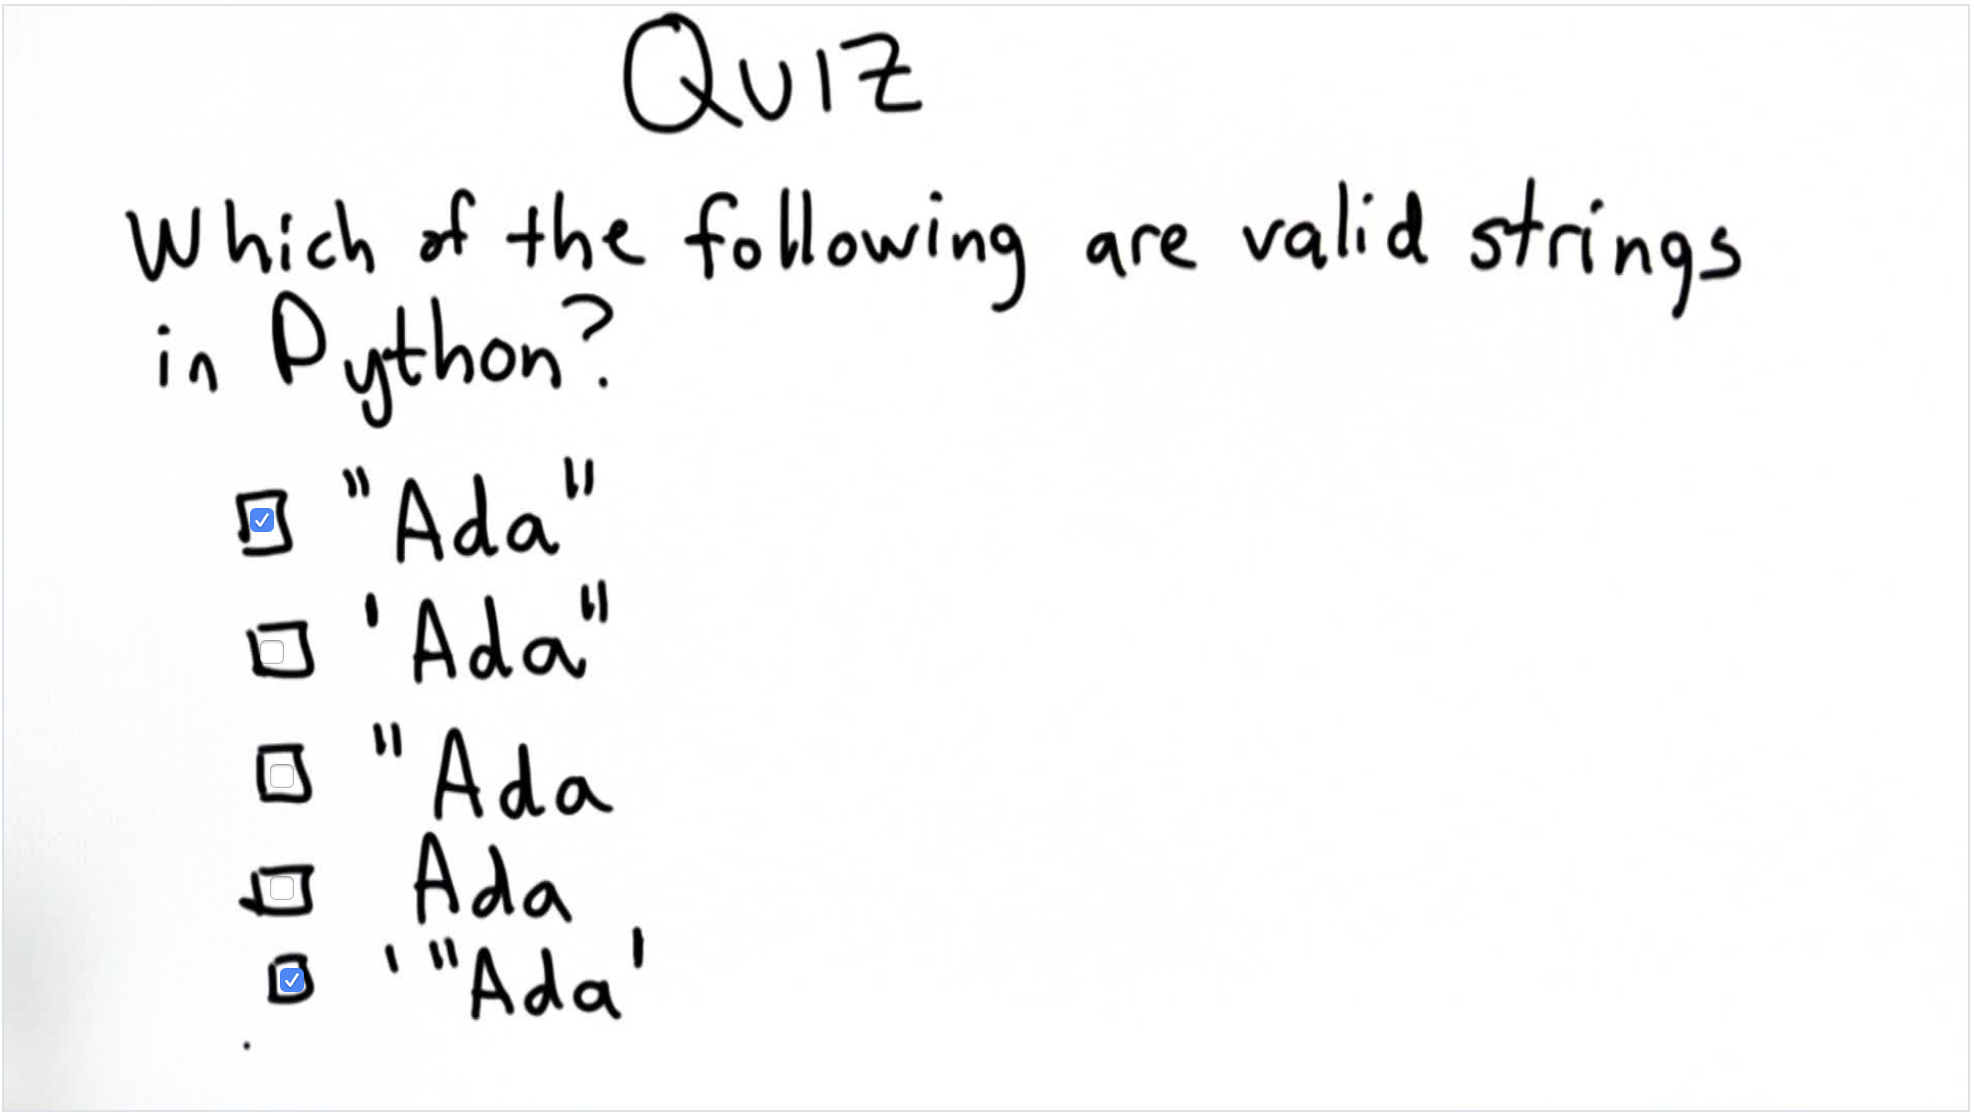 QUIZ
Which of the following are valid strings
in Python?
"Ada"
'Ada"
"Ada
Ada
'"Ada'